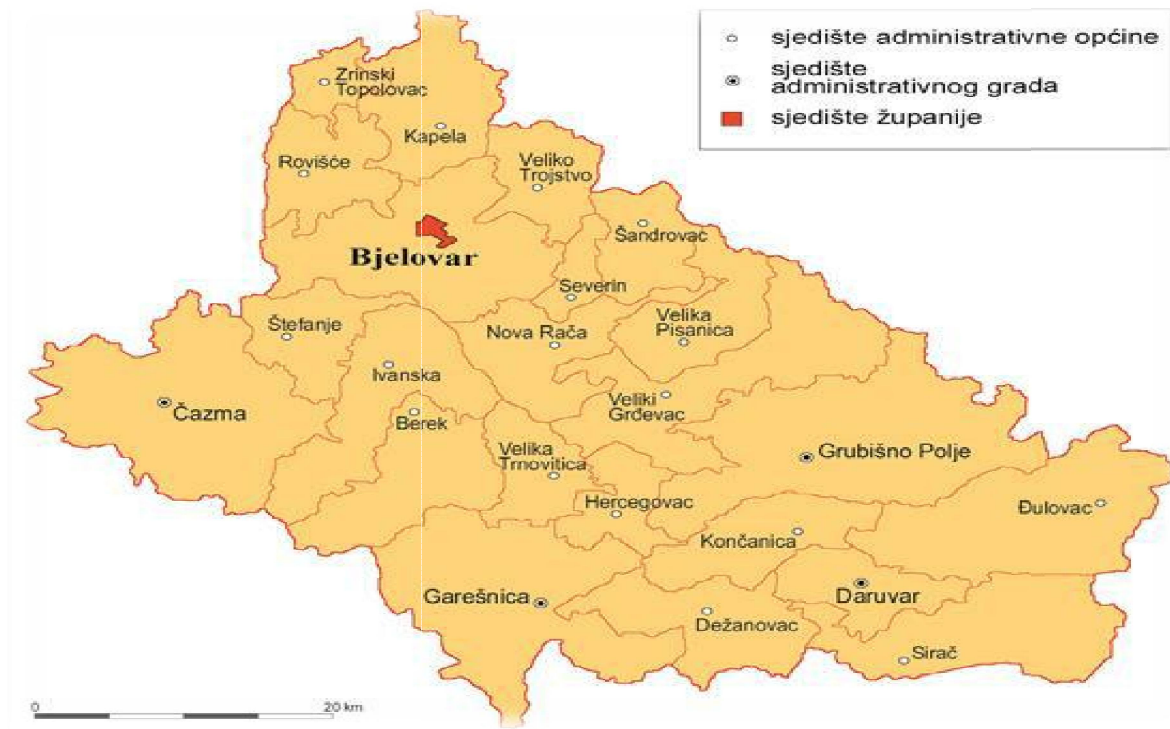 sjedište administrativne općine
sjedište
administrativnog grada
sjedište županije
Zrinski
Topolovac
Kapela
Rovišće
Veliko
Trojstvo
Šandrovac
Bjelovar
Severin
Štefanje
Nova Rača
Velika
Pisanica
Ivanska
Čazma
Berek
Veliki
Grđevac
Velika
Trnovitica
Grubišno Polje
Hercegovac
Đulovac
Končanica
Garešnica
Daruvar
Dežanovac
Sirač
0
20 km